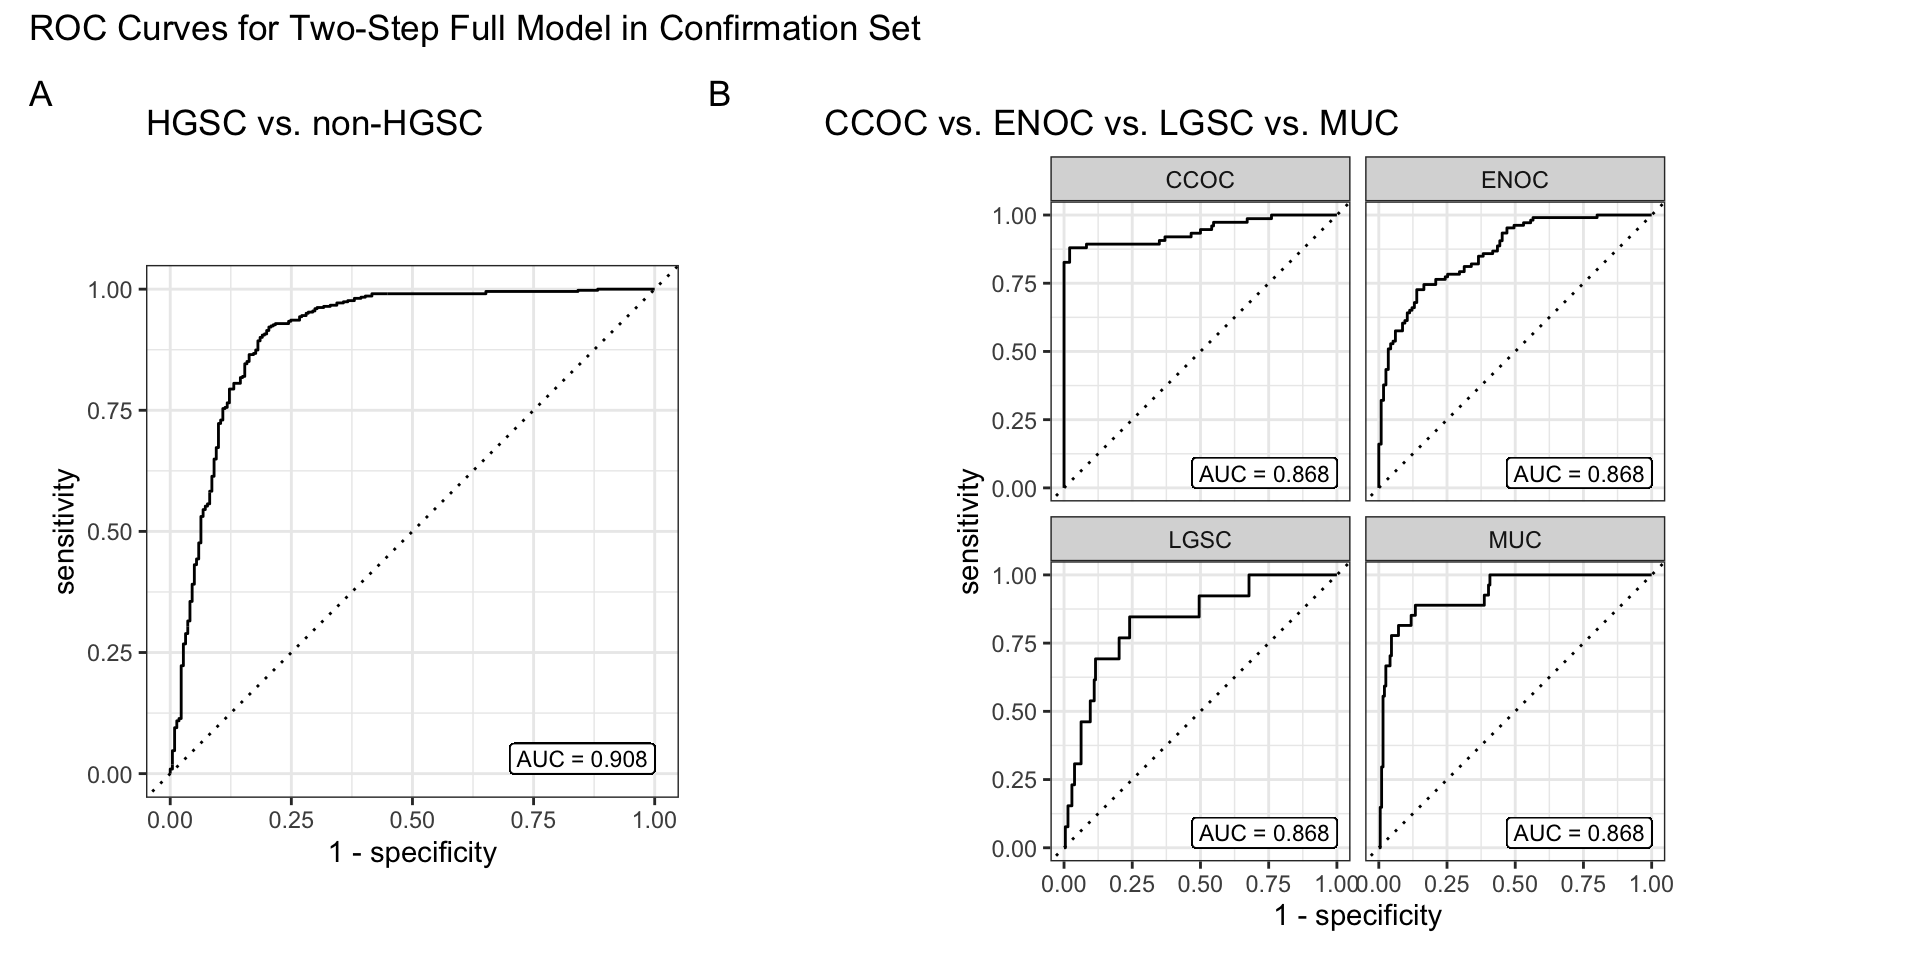 ROC Curves for Two-Step Full Model in Confirmation Set
A
HGSC vs. non-HGSC
1.00
0.75
0.50
0.25
0.00
sensitivity
AUC = 0.908
0.00 0.25 0.50 0.75 1.00
1 - specificity
B
CCOC vs. ENOC vs. LGSC vs. MUC
CCOC
ENOC
1.00
0.75
0.50
0.25
0.00
AUC = 0.868
AUC = 0.868
sensitivity
LGSC
MUC
1.00
0.75
0.50
0.25
0.00
AUC = 0.868
AUC = 0.868
0.00 0.25 0.50 0.75 1.00
0.00 0.25 0.50 0.75 1.00
1 - specificity